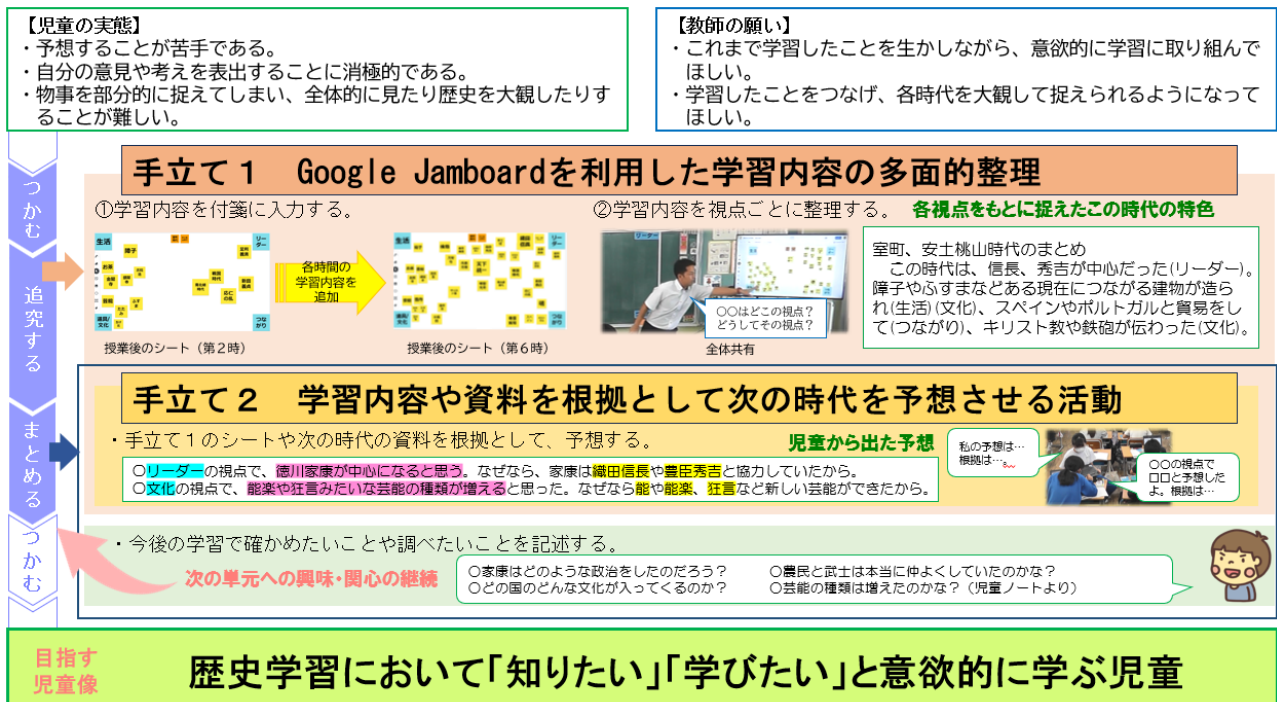 【児童の実態】
・予想することが苦手である。
・自分の意見や考えを表出することに消極的である。
・物事を部分的に捉えてしまい、全体的に見たり歴史を大観したりす
ることが難しい。
【教師の願い】
・これまで学習したことを生かしながら、意欲的に学習に取り組んで
ほしい。
・学習したことをつなげ、各時代を大観して捉えられるようになって
ほしい。
つかむ
追究する
まとめる
つかむ
手立て１　Google Jamboardを利用した学習内容の多面的整理
①学習内容を付箋に入力する。
生活
リーダー
道具/文化
つながり
障子
授業後のシート（第２時）
各時間の
学習内容を
追加
生活
リーダー
道具/文化
つながり
授業後のシート（第６時）
②学習内容を視点ごとに整理する。
リーダー
〇〇はどこの視点？
どうしてその視点？
全体共有
各視点をもとに捉えたこの時代の特色
室町、安土桃山時代のまとめ
この時代は、信長、秀吉が中心だった(リーダー)。
障子やふすまなどある現在につながる建物が造ら
れ(生活)(文化)、スペインやポルトガルと貿易をし
て(つながり)、キリスト教や鉄砲が伝わった(文化)。
手立て２　学習内容や資料を根拠として次の時代を予想させる活動
・手立て１のシートや次の時代の資料を根拠として、予想する。
児童から出た予想
〇リーダーの視点で、徳川家康が中心になると思う。なぜなら、家康は織田信長や豊臣秀吉と協力していたから。
〇文化の視点で、能楽や狂言みたいな芸能の種類が増えると思った。なぜなら能や能楽、狂言など新しい芸能ができたから。
私の予想は…
根拠は…。
〇〇の視点で
口口と予想した
よ。根拠は…
・今後の学習で確かめたいことや調べたいことを記述する。
次の単元への興味・関心の継続
〇家康はどのような政治をしたのだろう？
〇農民と武士は本当に仲よくしていたのかな？
〇どの国のどんな文化が入ってくるのか？
〇芸能の種類は増えたのかな？（児童ノートより）
目指す
児童像
歴史学習において「知りたい」「学びたい」と意欲的に学ぶ児童